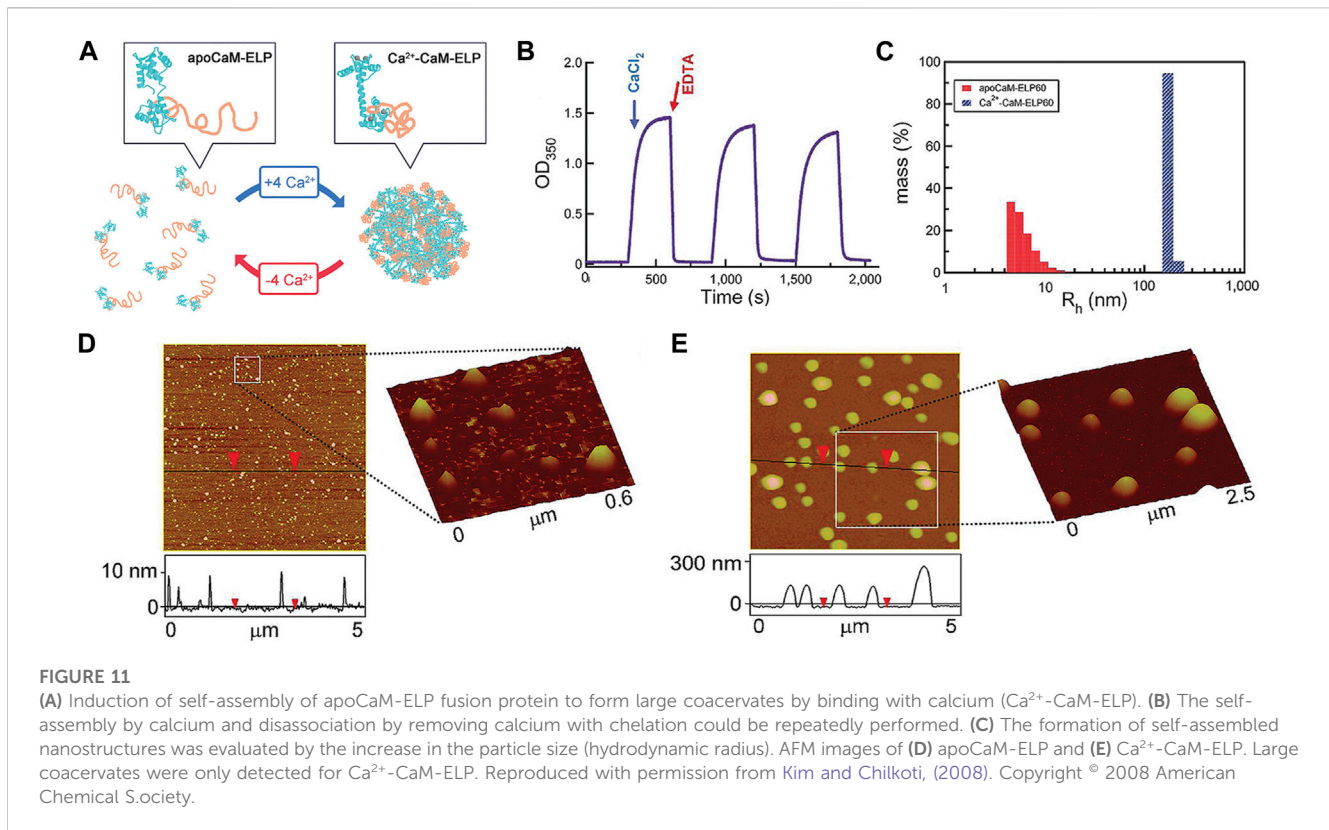 A
apoCaM-ELP
Ca²⁺-CaM-ELP
+4 Ca²⁺
-4 Ca²⁺
B
CaCl₂
EDTA
2.0
1.5
1.0
0.5
0
OD₃₅₀
0 500 1,000 1,500 2,000
Time (s)
C
apoCaM-ELP60
Ca²⁺-CaM-ELP60
100
80
60
40
20
0
mass (%)
1 10 100 1,000
Rₕ (nm)
D
0 μm 0.6
10 nm
0
0 μm 5
E
0 μm 2.5
300 nm
0
0 μm 5
FIGURE 11
(A) Induction of self-assembly of apoCaM-ELP fusion protein to form large coacervates by binding with calcium (Ca²⁺-CaM-ELP). (B) The self-
assembly by calcium and disassociation by removing calcium with chelation could be repeatedly performed. (C) The formation of self-assembled
nanostructures was evaluated by the increase in the particle size (hydrodynamic radius). AFM images of (D) apoCaM-ELP and (E) Ca²⁺-CaM-ELP. Large
coacervates were only detected for Ca²⁺-CaM-ELP. Reproduced with permission from Kim and Chilkoti, (2008). Copyright © 2008 American
Chemical S.ociety.